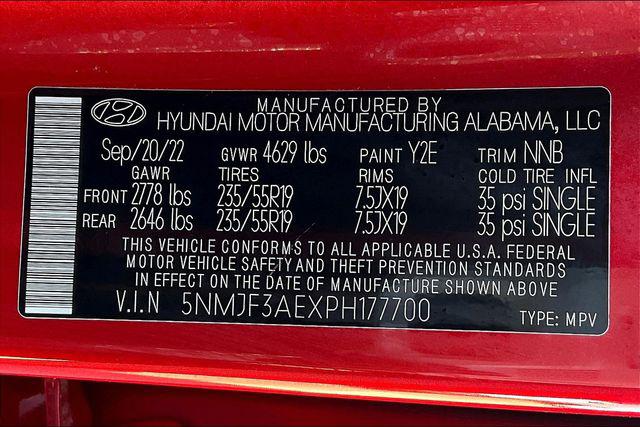 MANUFACTURED BY
HYUNDAI MOTOR MANUFACTURING ALABAMA, LLC
Sep/20/22 GVWR 4629 lbs PAINT Y2E TRIM NNB
GAWR TIRES RIMS COLD TIRE INFL
FRONT 2778 lbs 235/55R19 7.5JX19 35 psi SINGLE
REAR 2646 lbs 235/55R19 7.5JX19 35 psi SINGLE
THIS VEHICLE CONFORMS TO ALL APPLICABLE U.S.A. FEDERAL
MOTOR VEHICLE SAFETY AND THEFT PREVENTION STANDARDS
IN EFFECT ON THE DATE OF MANUFACTURE SHOWN ABOVE
V.I.N 5NMJF3AEXPH177700 TYPE: MPV